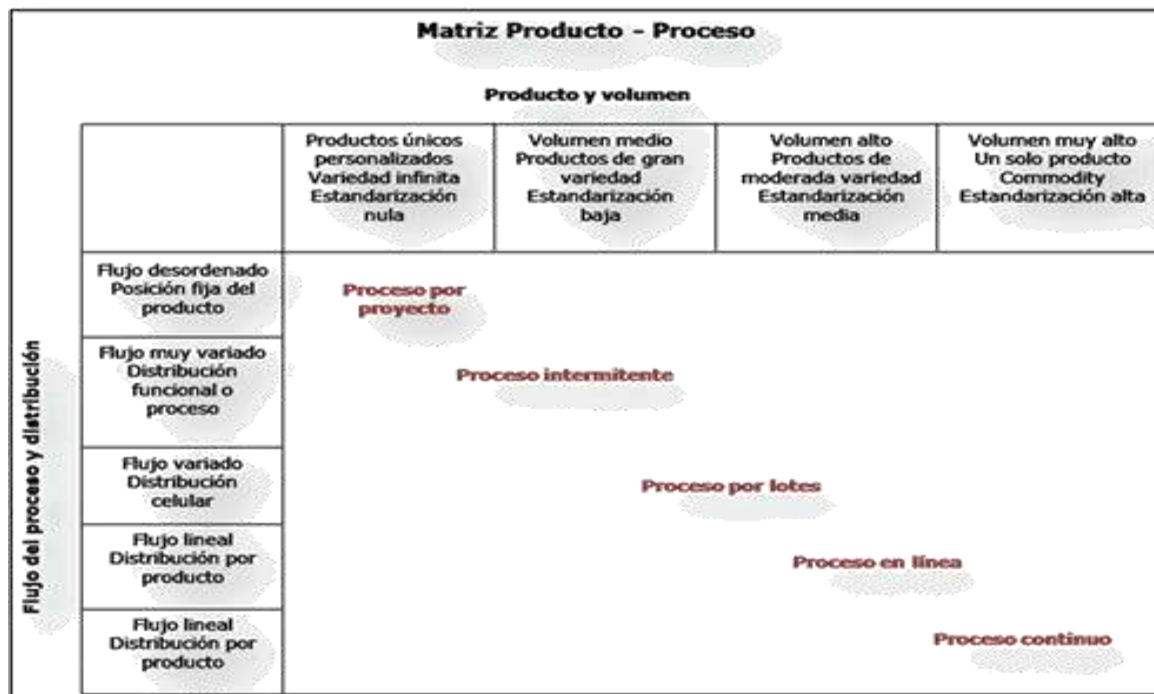 Matriz Producto - Proceso
Producto y volumen
Productos únicos
personalizados
Variedad infinita
Estandarización
nula
Volumen medio
Productos de gran
variedad
Estandarización
baja
Volumen alto
Productos de
moderada variedad
Estandarización
media
Volumen muy alto
Un solo producto
Commodity
Estandarización alta
Flujo del proceso y distribución
Flujo desordenado
Posición fija del
producto
Proceso por
proyecto
Flujo muy variado
Distribución
funcional o
proceso
Proceso intermitente
Flujo variado
Distribución
celular
Proceso por lotes
Flujo lineal
Distribución por
producto
Proceso en línea
Flujo lineal
Distribución por
producto
Proceso continuo